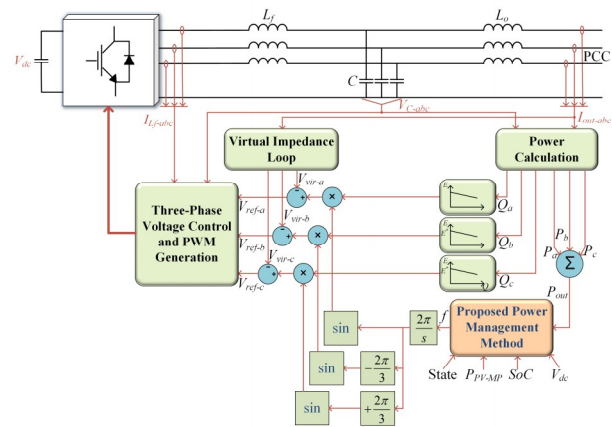 L_f
L_o
V_dc
PCC
C
V_C-abc
I_Lf-abc
I_out-abc
Virtual Impedance
Loop
Power
Calculation
Three-Phase
Voltage Control
and PWM
Generation
V_vir-a
V_ref-a
V_vir-b
V_ref-b
V_vir-c
V_ref-c
- +
×
- +
×
- +
×
E
Q_a
E
E*
Q_b
E
E*
Q
Q_c
P_a
P_b
P_c
Σ
P_out
Proposed Power
Management
Method
f
2π
s
sin
sin
- 2π
3
sin
+ 2π
3
State
P_PV-MP
SoC
V_dc